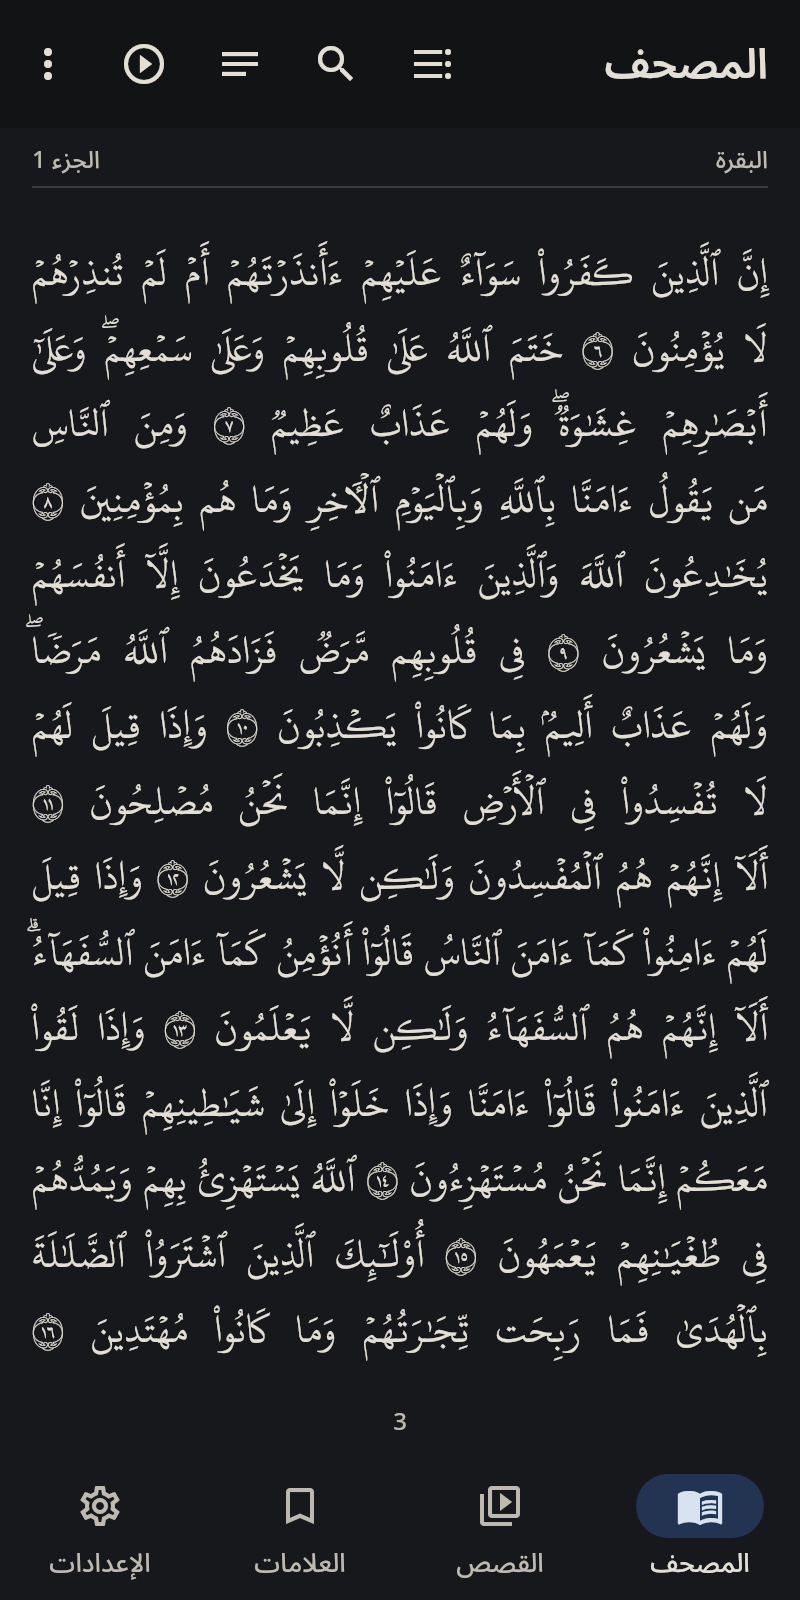 المصحف
البقرة
الجزء 1
إِنَّ ٱلَّذِينَ كَفَرُوا۟ سَوَآءٌ عَلَيْهِمْ ءَأَنذَرْتَهُمْ أَمْ لَمْ تُنذِرْهُمْ
لَا يُؤْمِنُونَ ٦ خَتَمَ ٱللَّهُ عَلَىٰ قُلُوبِهِمْ وَعَلَىٰ سَمْعِهِمْ ۖ وَعَلَىٰٓ
أَبْصَـٰرِهِمْ غِشَـٰوَةٌ ۖ وَلَهُمْ عَذَابٌ عَظِيمٌ ٧ وَمِنَ ٱلنَّاسِ
مَن يَقُولُ ءَامَنَّا بِٱللَّهِ وَبِٱلْيَوْمِ ٱلْـَٔاخِرِ وَمَا هُم بِمُؤْمِنِينَ ٨
يُخَـٰدِعُونَ ٱللَّهَ وَٱلَّذِينَ ءَامَنُوا۟ وَمَا يَخْدَعُونَ إِلَّآ أَنفُسَهُمْ
وَمَا يَشْعُرُونَ ٩ فِى قُلُوبِهِم مَّرَضٌ فَزَادَهُمُ ٱللَّهُ مَرَضًا ۖ
وَلَهُمْ عَذَابٌ أَلِيمٌۢ بِمَا كَانُوا۟ يَكْذِبُونَ ١٠ وَإِذَا قِيلَ لَهُمْ
لَا تُفْسِدُوا۟ فِى ٱلْأَرْضِ قَالُوٓا۟ إِنَّمَا نَحْنُ مُصْلِحُونَ ١١
أَلَآ إِنَّهُمْ هُمُ ٱلْمُفْسِدُونَ وَلَـٰكِن لَّا يَشْعُرُونَ ١٢ وَإِذَا قِيلَ
لَهُمْ ءَامِنُوا۟ كَمَآ ءَامَنَ ٱلنَّاسُ قَالُوٓا۟ أَنُؤْمِنُ كَمَآ ءَامَنَ ٱلسُّفَهَآءُ ۗ
أَلَآ إِنَّهُمْ هُمُ ٱلسُّفَهَآءُ وَلَـٰكِن لَّا يَعْلَمُونَ ١٣ وَإِذَا لَقُوا۟
ٱلَّذِينَ ءَامَنُوا۟ قَالُوٓا۟ ءَامَنَّا وَإِذَا خَلَوْا۟ إِلَىٰ شَيَـٰطِينِهِمْ قَالُوٓا۟ إِنَّا
مَعَكُمْ إِنَّمَا نَحْنُ مُسْتَهْزِءُونَ ١٤ ٱللَّهُ يَسْتَهْزِئُ بِهِمْ وَيَمُدُّهُمْ
فِى طُغْيَـٰنِهِمْ يَعْمَهُونَ ١٥ أُو۟لَـٰٓئِكَ ٱلَّذِينَ ٱشْتَرَوُا۟ ٱلضَّلَـٰلَةَ
بِٱلْهُدَىٰ فَمَا رَبِحَت تِّجَـٰرَتُهُمْ وَمَا كَانُوا۟ مُهْتَدِينَ ١٦
3
المصحف
القصص
العلامات
الإعدادات